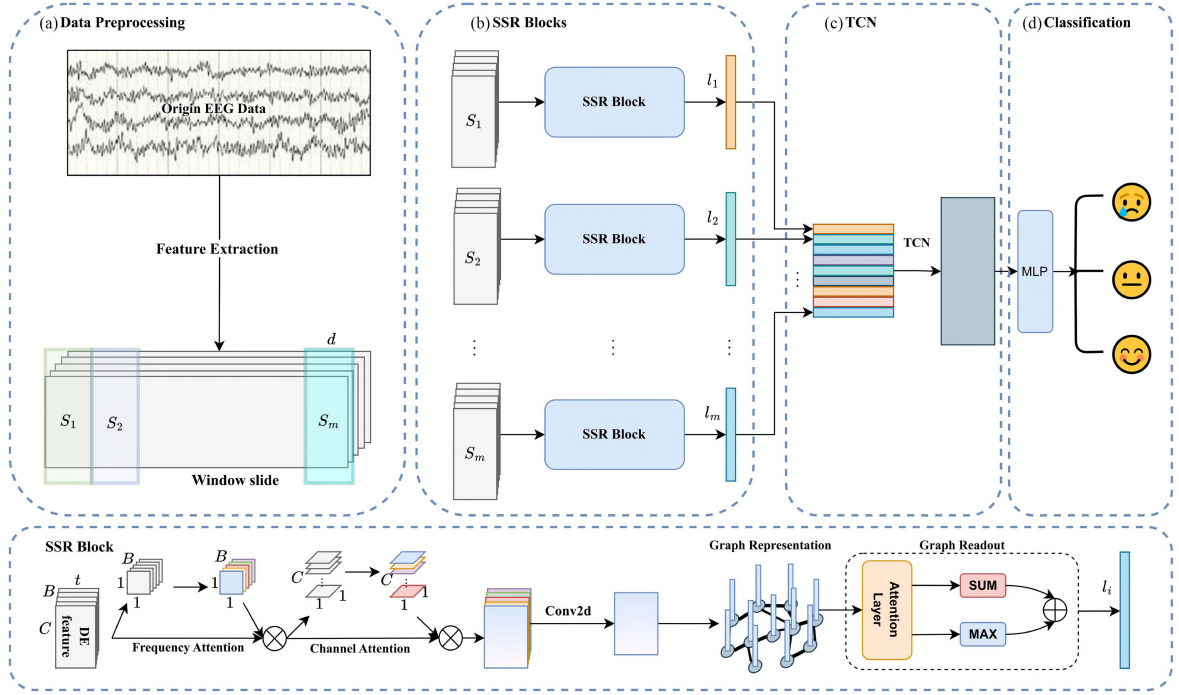 (a) Data Preprocessing
Origin EEG Data
Feature Extraction
d
S₁ S₂ Sₘ
Window slide
(b) SSR Blocks
S₁ SSR Block l₁
S₂ SSR Block l₂
⋮ ⋮ ⋮
Sₘ SSR Block lₘ
(c) TCN
⋮
TCN
(d) Classification
MLP
SSR Block
B t
C
DE
feature
B
1
1
B
1
1
Frequency Attention
C
⋮
1
1
C
⋮
1
1
Channel Attention
Conv2d
Graph Representation
Graph Readout
Attention
Layer
SUM
MAX
lᵢ